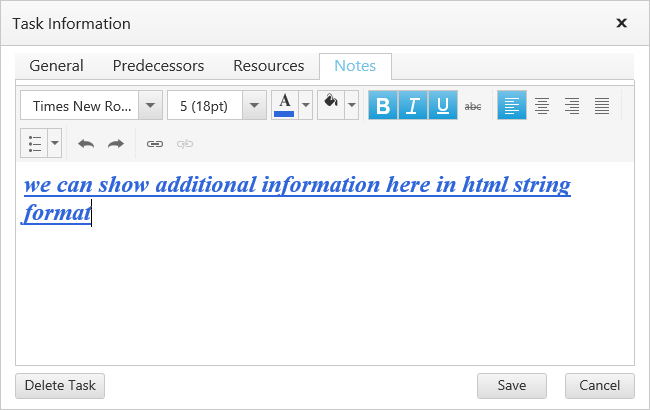 Task Information
General Predecessors Resources Notes
Times New Ro... 5 (18pt) A B I U abc
we can show additional information here in html string
format
Delete Task Save Cancel